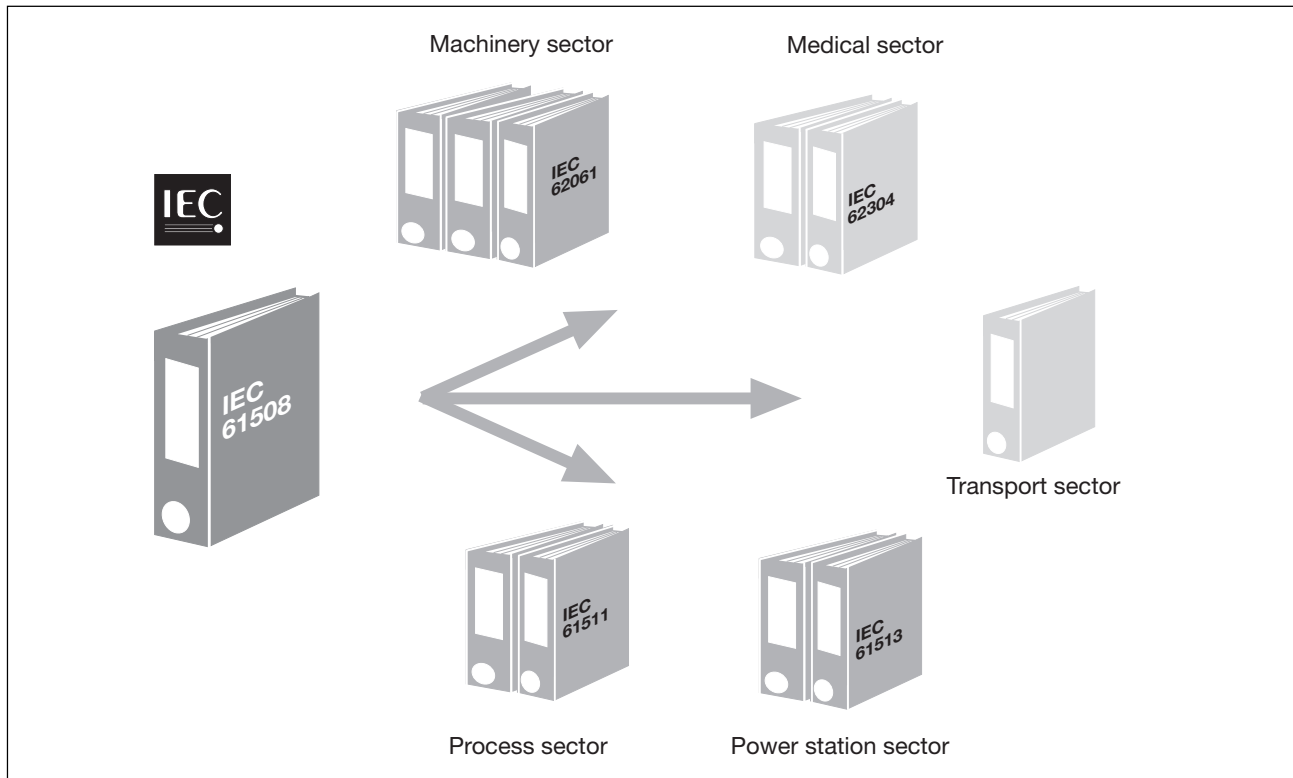 Machinery sector
Medical sector
IEC
62061
IEC
62304
IEC
IEC
61508
Transport sector
IEC
61511
IEC
61513
Process sector
Power station sector